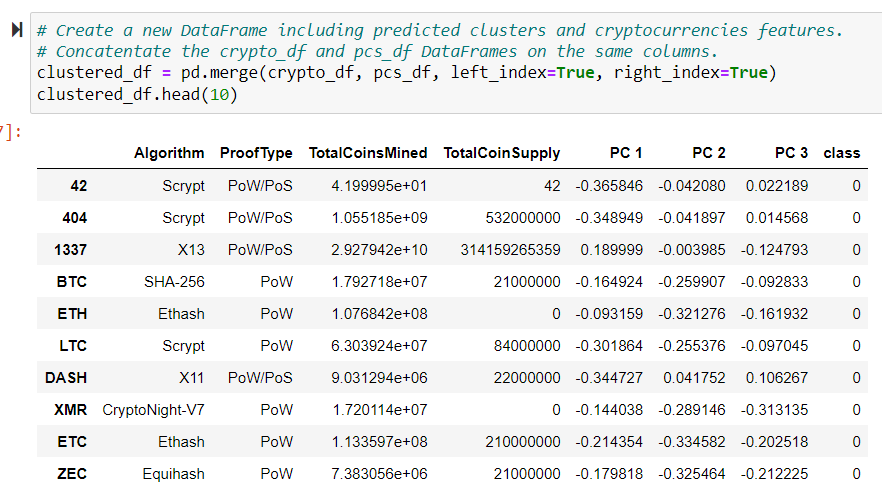 # Create a new DataFrame including predicted clusters and cryptocurrencies features.
# Concatentate the crypto_df and pcs_df DataFrames on the same columns.
clustered_df = pd.merge(crypto_df, pcs_df, left_index=True, right_index=True)
clustered_df.head(10)
7]:
Algorithm ProofType TotalCoinsMined TotalCoinSupply PC 1 PC 2 PC 3 class
42 Scrypt PoW/PoS 4.199995e+01 42 -0.365846 -0.042080 0.022189 0
404 Scrypt PoW/PoS 1.055185e+09 532000000 -0.348949 -0.041897 0.014568 0
1337 X13 PoW/PoS 2.927942e+10 314159265359 0.189999 -0.003985 -0.124793 0
BTC SHA-256 PoW 1.792718e+07 21000000 -0.164924 -0.259907 -0.092833 0
ETH Ethash PoW 1.076842e+08 0 -0.093159 -0.321276 -0.161932 0
LTC Scrypt PoW 6.303924e+07 84000000 -0.301864 -0.255376 -0.097045 0
DASH X11 PoW/PoS 9.031294e+06 22000000 -0.344727 0.041752 0.106267 0
XMR CryptoNight-V7 PoW 1.720114e+07 0 -0.144038 -0.289146 -0.313135 0
ETC Ethash PoW 1.133597e+08 210000000 -0.214354 -0.334582 -0.202518 0
ZEC Equihash PoW 7.383056e+06 21000000 -0.179818 -0.325464 -0.212225 0